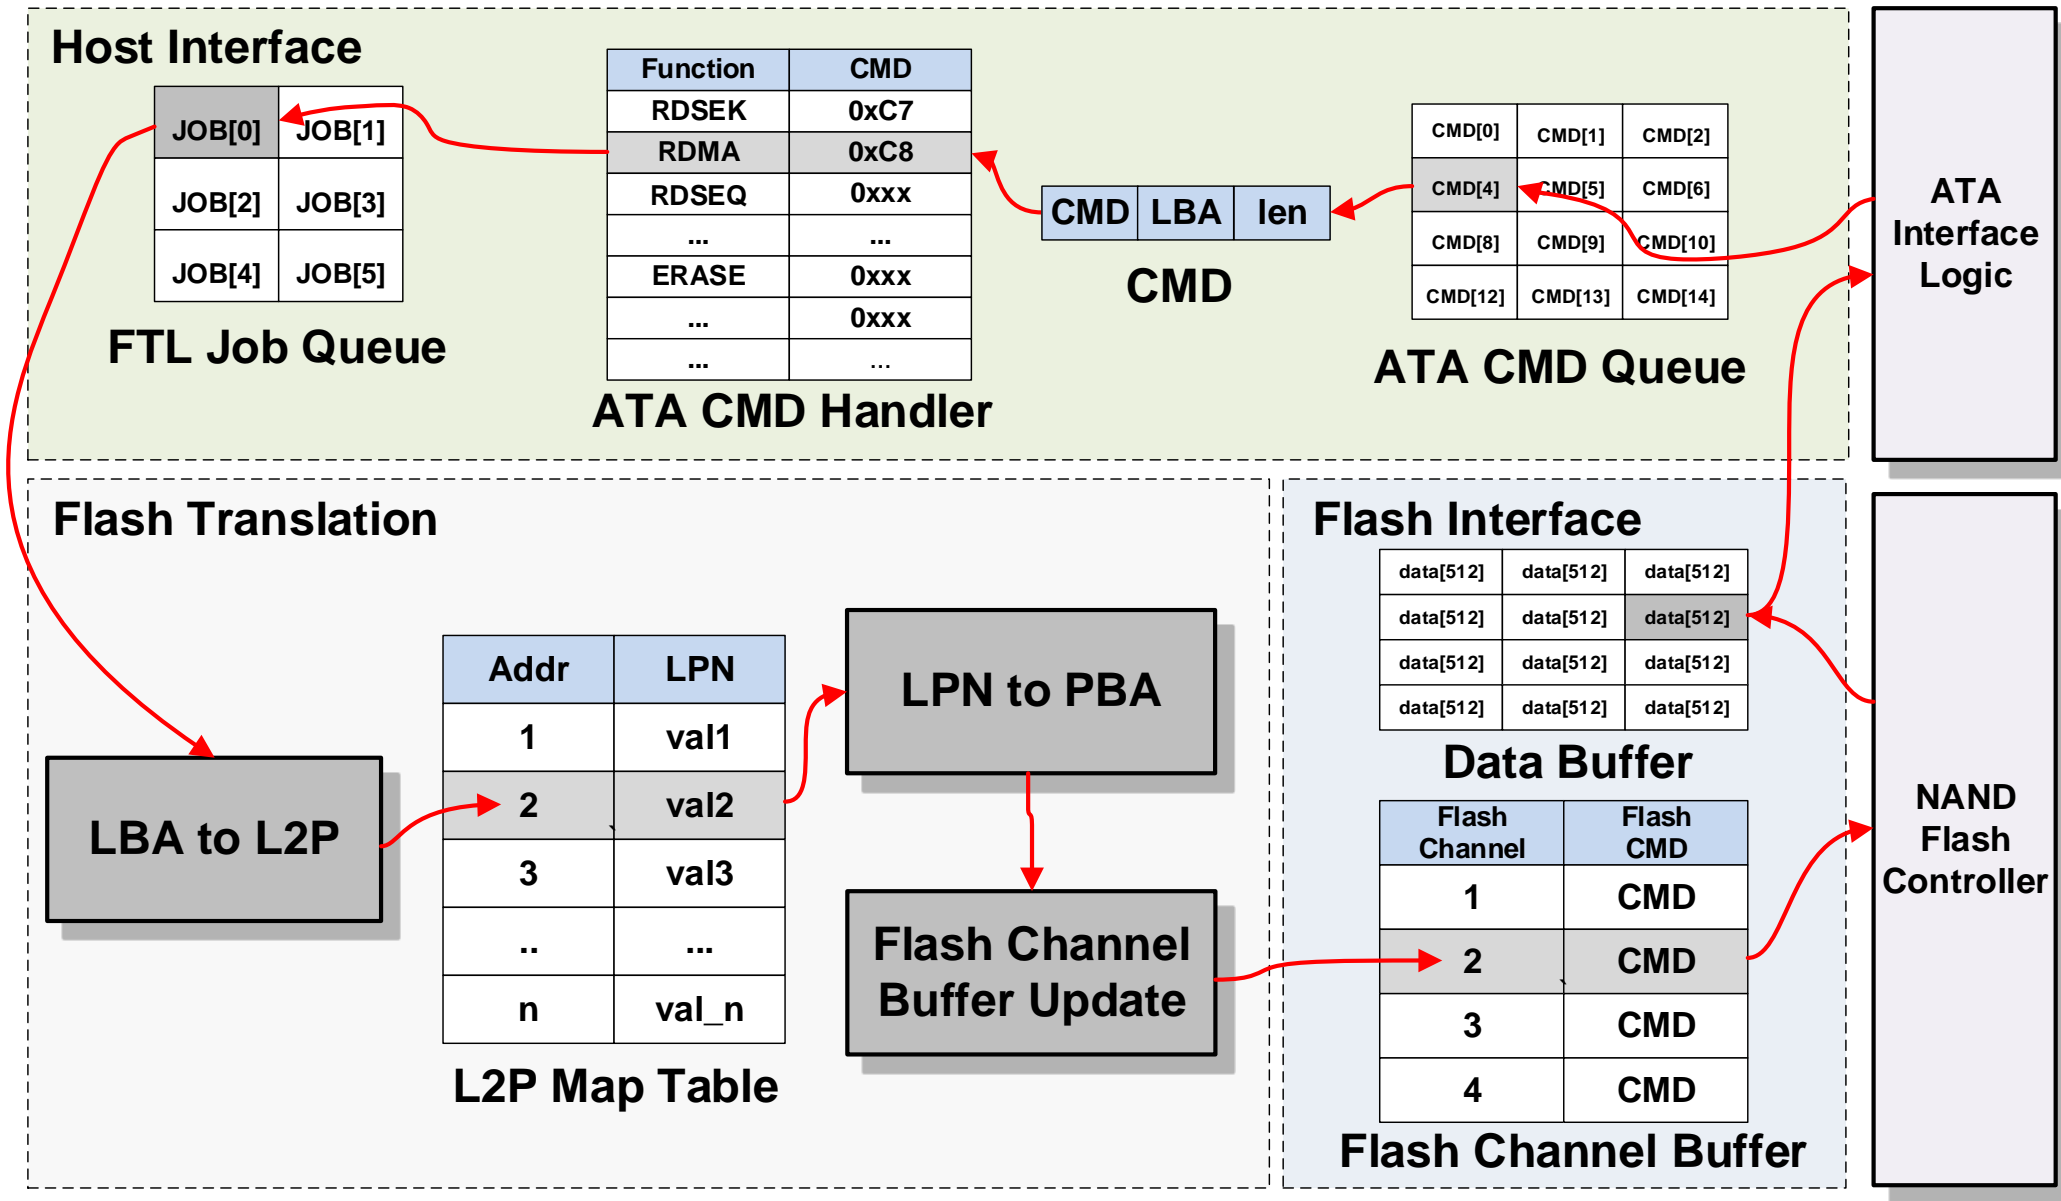 Host Interface
JOB[0] JOB[1]
JOB[2] JOB[3]
JOB[4] JOB[5]
FTL Job Queue
Function CMD
RDSEK 0xC7
RDMA 0xC8
RDSEQ 0xxx
... ...
ERASE 0xxx
... 0xxx
... ...
ATA CMD Handler
CMD LBA len
CMD
CMD[0] CMD[1] CMD[2]
CMD[4] CMD[5] CMD[6]
CMD[8] CMD[9] CMD[10]
CMD[12] CMD[13] CMD[14]
ATA CMD Queue
ATA
Interface
Logic
Flash Translation
LBA to L2P
Addr LPN
1 val1
2 val2
3 val3
.. ...
n val_n
L2P Map Table
LPN to PBA
Flash Channel
Buffer Update
Flash Interface
data[512] data[512] data[512]
data[512] data[512] data[512]
data[512] data[512] data[512]
data[512] data[512] data[512]
Data Buffer
Flash Flash
Channel CMD
1 CMD
2 CMD
3 CMD
4 CMD
Flash Channel Buffer
NAND
Flash
Controller